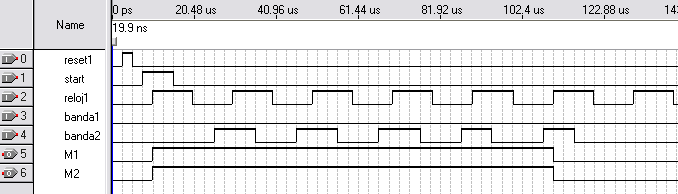 Name
0 ps 20.48 us 40.96 us 61.44 us 81.92 us 102.4 us 122.88 us 143
19.9 ns
0 reset1
1 start
2 reloj1
3 banda1
4 banda2
5 M1
6 M2